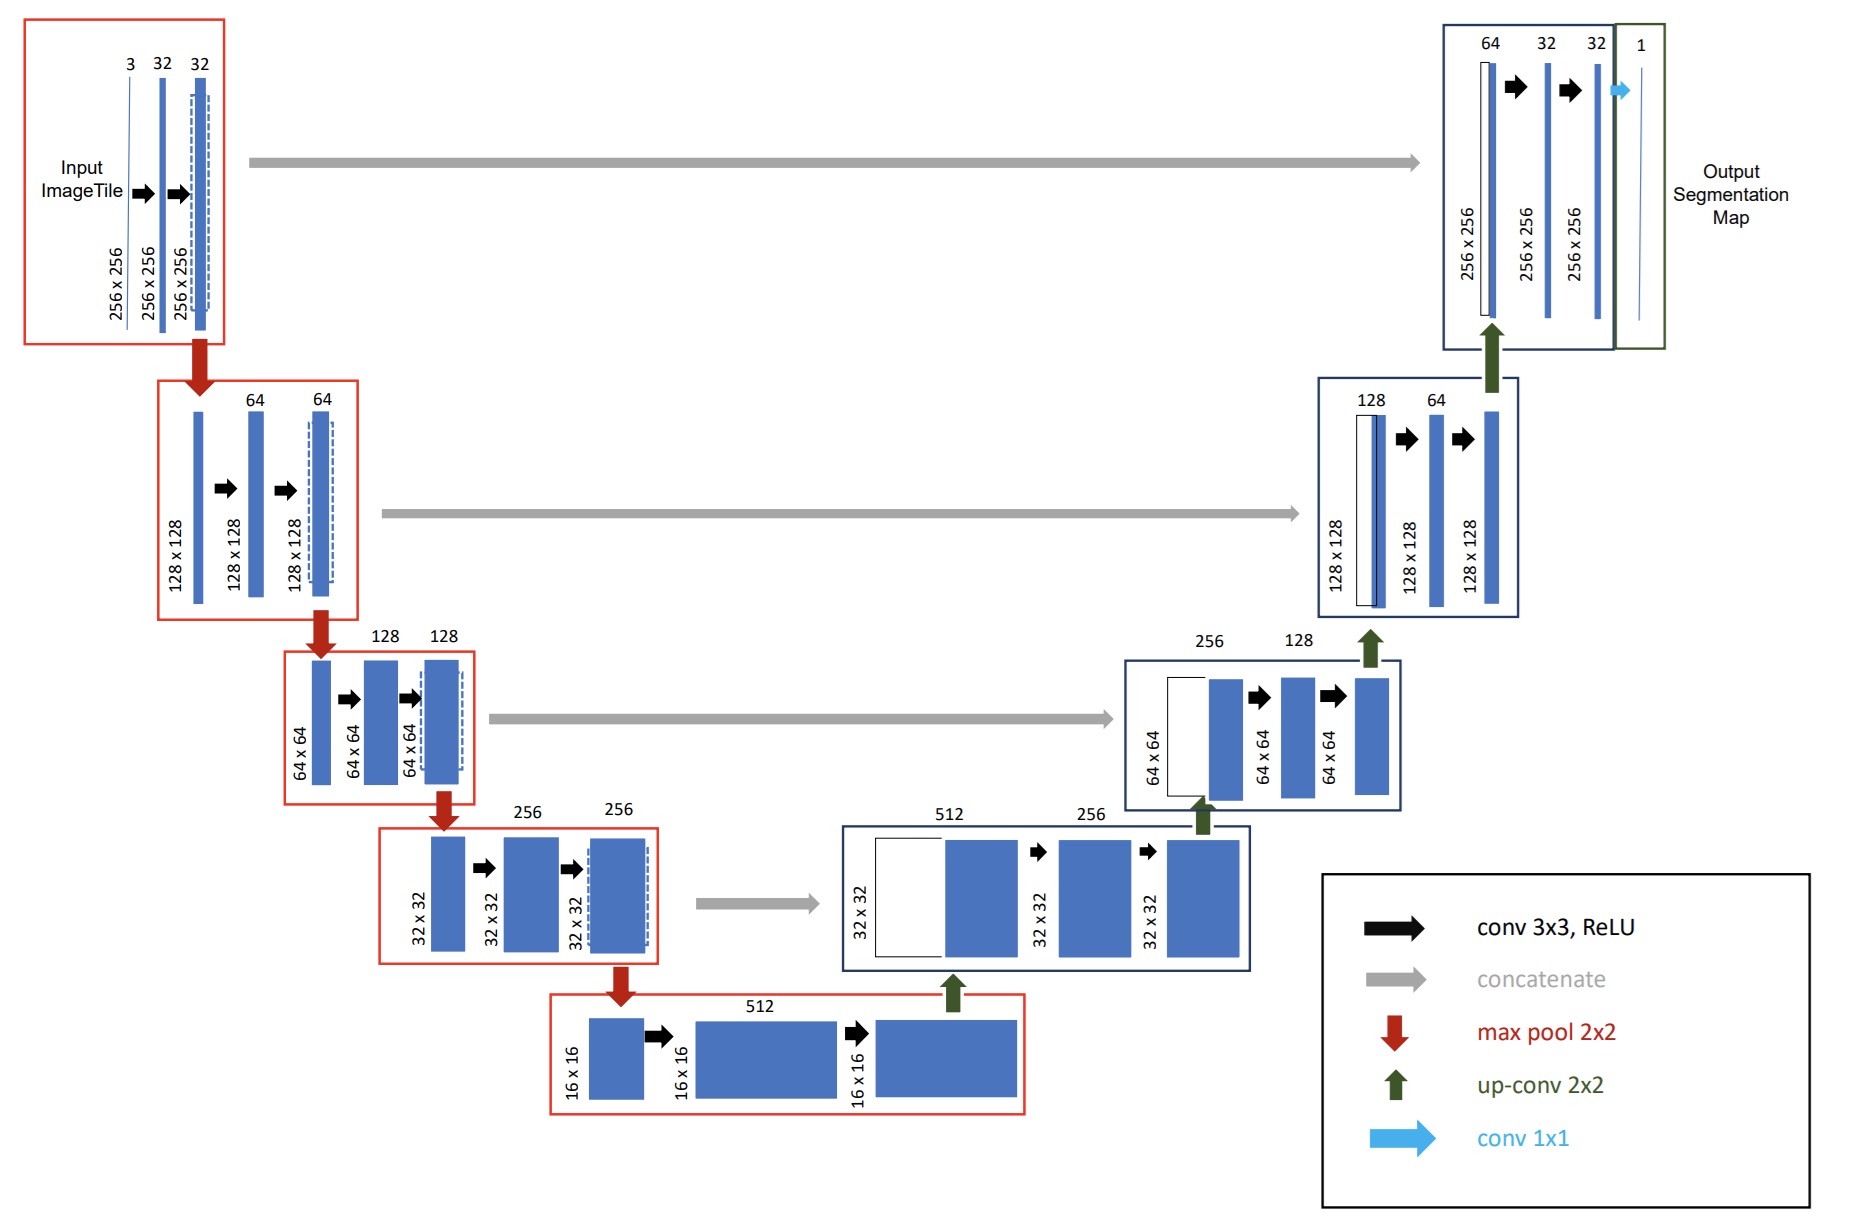 3 32 32
Input
ImageTile
256 x 256
256 x 256
256 x 256
64 32 32 1
256 x 256
256 x 256
256 x 256
Output
Segmentation
Map
64 64
128 x 128
128 x 128
128 x 128
128 64
128 x 128
128 x 128
128 x 128
128 128
64 x 64
64 x 64
64 x 64
256 128
64 x 64
64 x 64
64 x 64
256 256
32 x 32
32 x 32
32 x 32
512 256
32 x 32
32 x 32
32 x 32
512
16 x 16
16 x 16
16 x 16
conv 3x3, ReLU
concatenate
max pool 2x2
up-conv 2x2
conv 1x1